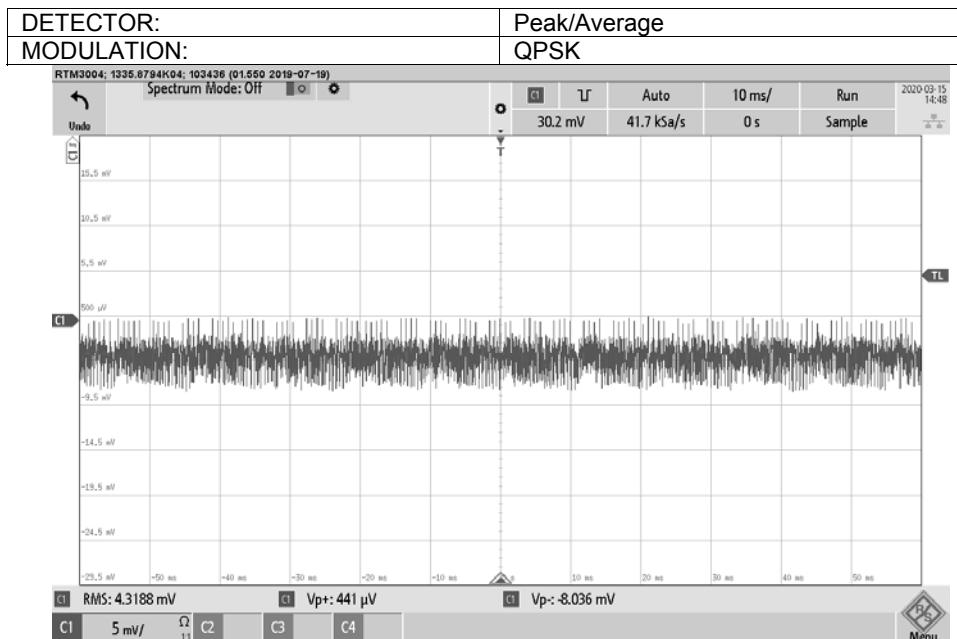 DETECTOR: Peak/Average
MODULATION: QPSK
RTM3004; 1335.8794K04; 103436 (01.550 2019-07-19)
Undo Spectrum Mode: Off C1 Auto 10 ms/ Run 2020-03-15
14:48
30.2 mV 41.7 kSa/s 0 s Sample
C1
T
15.5 mV
10.5 mV
5.5 mV
TL
500 µV
C1
-9.5 mV
-14.5 mV
-19.5 mV
-24.5 mV
-29.5 mV -50 ms -40 ms -30 ms -20 ms -10 ms 10 ms 20 ms 30 ms 40 ms 50 ms
C1 RMS: 4.3188 mV C1 Vp+: 441 µV C1 Vp-: -8.036 mV
C1 5 mV/ Ω 1:1 C2 C3 C4 Menu